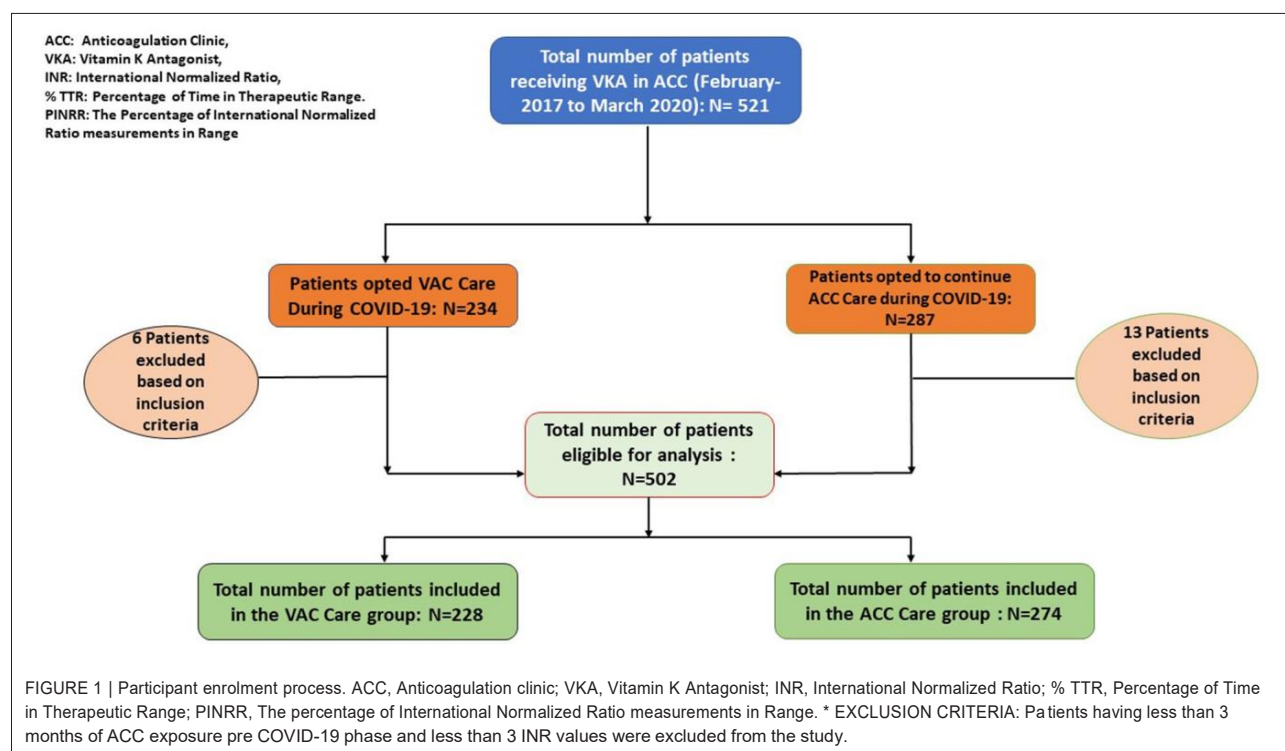 ACC: Anticoagulation Clinic,
VKA: Vitamin K Antagonist,
INR: International Normalized Ratio,
% TTR: Percentage of Time in Therapeutic Range.
PINRR: The Percentage of International Normalized
Ratio measurements in Range
Total number of patients
receiving VKA in ACC (February-
2017 to March 2020): N= 521
Patients opted VAC Care
During COVID-19: N=234
Patients opted to continue
ACC Care during COVID-19:
N=287
6 Patients
excluded
based on
inclusion
criteria
13 Patients
excluded
based on
inclusion
criteria
Total number of patients
eligible for analysis :
N=502
Total number of patients included
in the VAC Care group: N=228
Total number of patients included
in the ACC Care group : N=274
FIGURE 1 | Participant enrolment process. ACC, Anticoagulation clinic; VKA, Vitamin K Antagonist; INR, International Normalized Ratio; % TTR, Percentage of Time
in Therapeutic Range; PINRR, The percentage of International Normalized Ratio measurements in Range. * EXCLUSION CRITERIA: Patients having less than 3
months of ACC exposure pre COVID-19 phase and less than 3 INR values were excluded from the study.